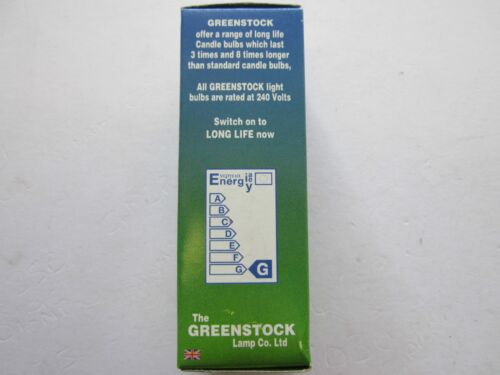 GREENSTOCK
offer a range of long life
Candle bulbs which last
3 times and 8 times longer
than standard candle bulbs,
All GREENSTOCK light
bulbs are rated at 240 Volts
Switch on to
LONG LIFE now
Energ
ie
y
A
B
C
D
E
F
G G
The
GREENSTOCK
Lamp Co. Ltd